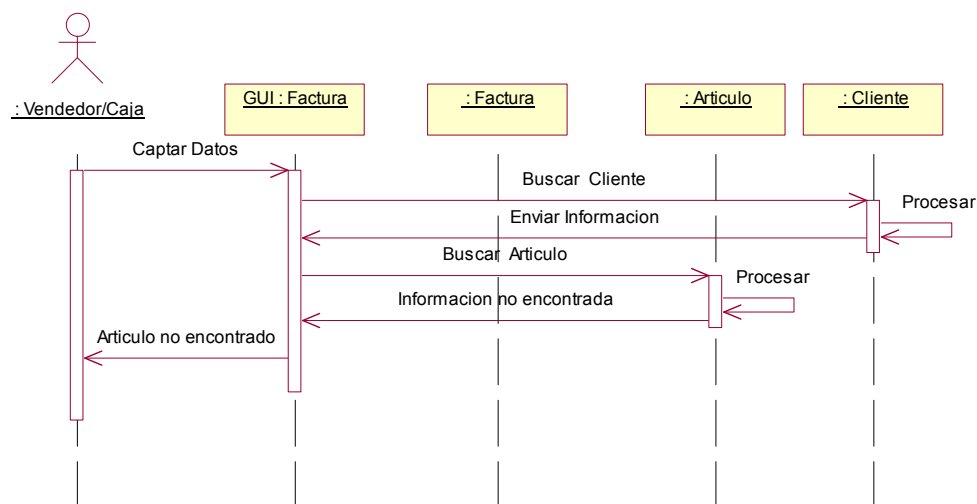 : Vendedor/Caja
GUI : Factura
: Factura
: Articulo
: Cliente
Captar Datos
Buscar Cliente
Procesar
Enviar Informacion
Buscar Articulo
Procesar
Informacion no encontrada
Articulo no encontrado